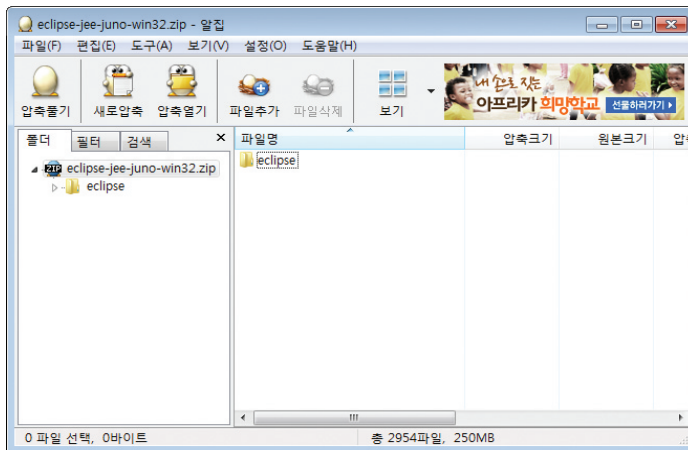 eclipse-jee-juno-win32.zip - 알집
파일(F) 편집(E) 도구(A) 보기(V) 설정(O) 도움말(H)
압축풀기 새로압축 압축열기 파일추가 파일삭제 보기
내 손으로 짓는
아프리카 희망학교 선물하러가기
폴더 필터 검색
파일명 압축크기 원본크기
ZIP eclipse-jee-juno-win32.zip
eclipse
eclipse
0 파일 선택, 0바이트 총 2954파일, 250MB